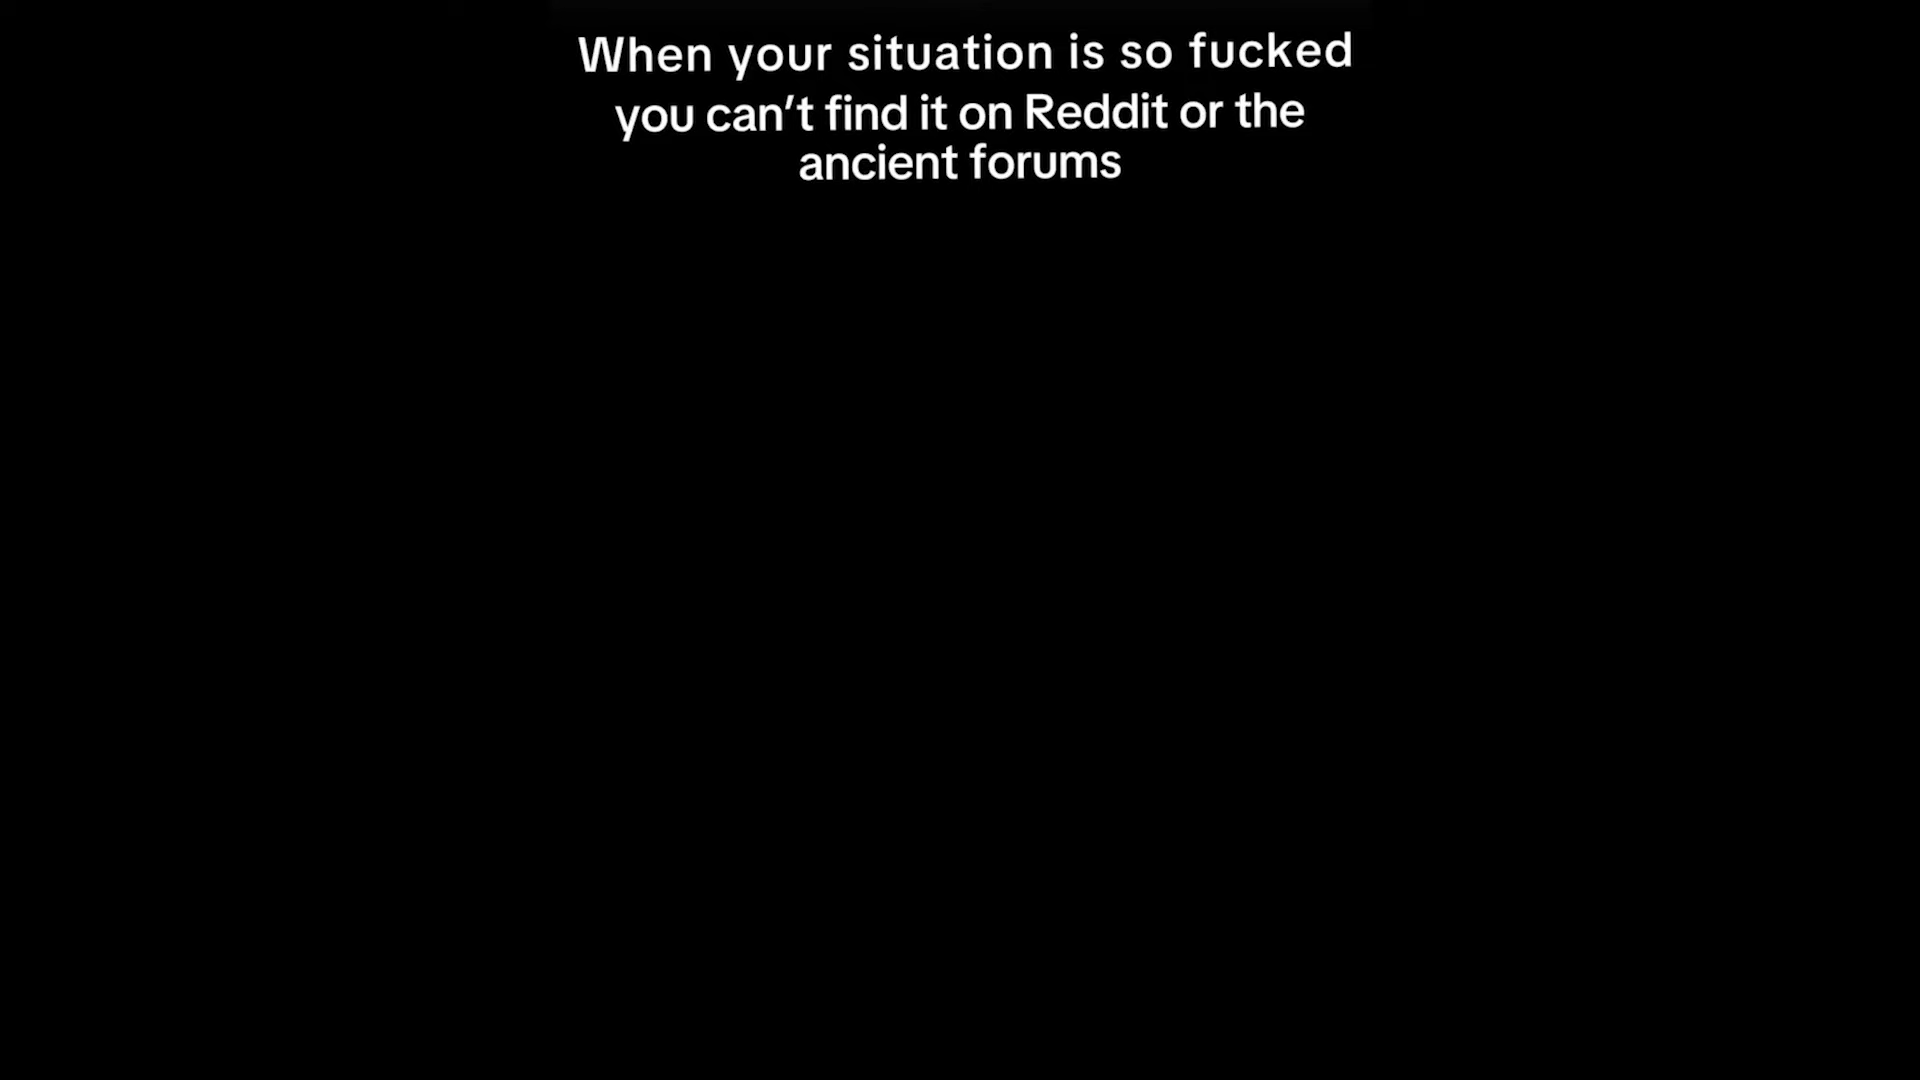 When your situation is so fucked
you can’t find it on Reddit or the
ancient forums